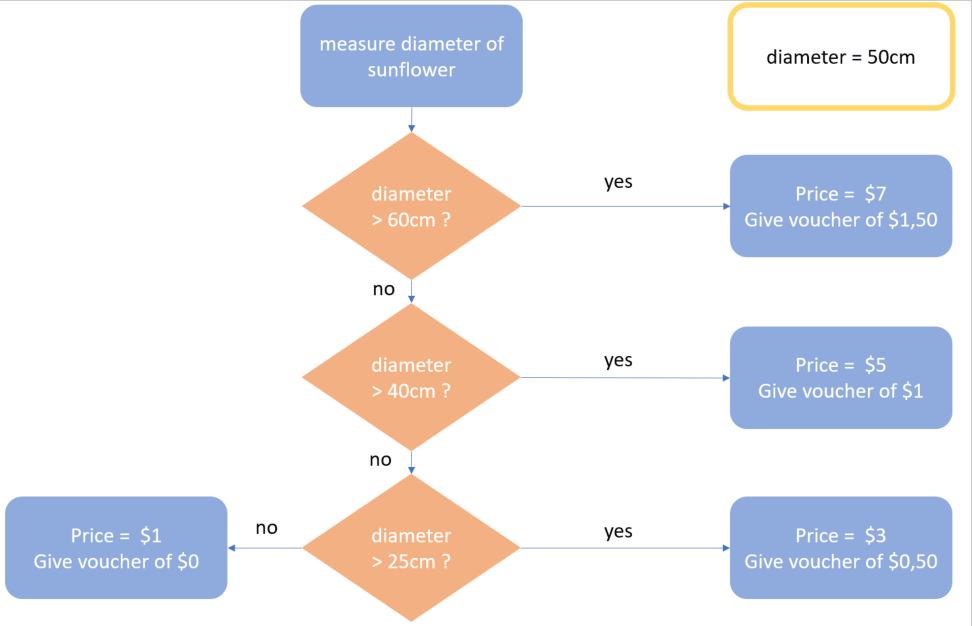 measure diameter of
sunflower
diameter = 50cm
diameter
> 60cm ?
yes
Price =  $7
Give voucher of $1,50
no
diameter
> 40cm ?
yes
Price =  $5
Give voucher of $1
no
diameter
> 25cm ?
yes
Price =  $3
Give voucher of $0,50
no
Price =  $1
Give voucher of $0